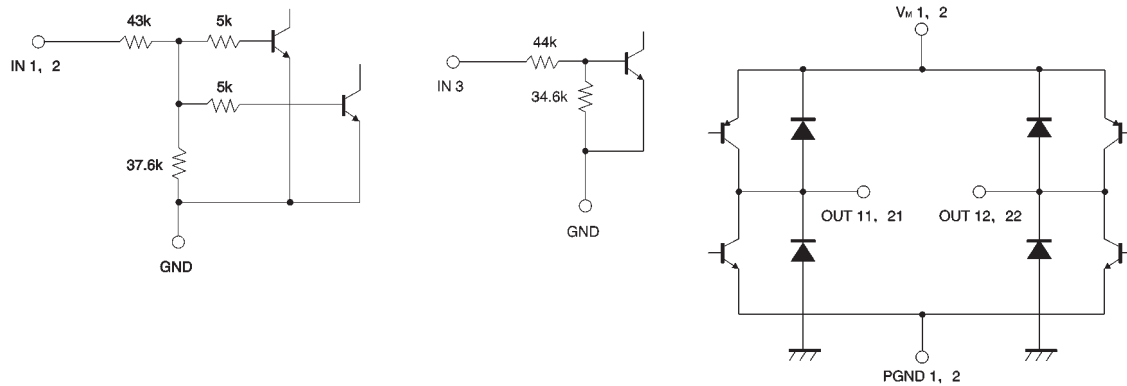 43k
5k
IN 1, 2
5k
37.6k
GND
44k
IN 3
34.6k
GND
VM 1, 2
OUT 11, 21
OUT 12, 22
PGND 1, 2